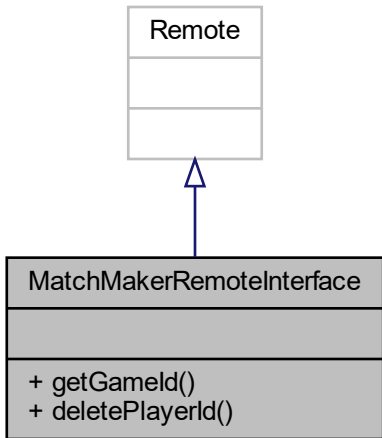 Remote
MatchMakerRemoteInterface
+ getGameId()
+ deletePlayerId()